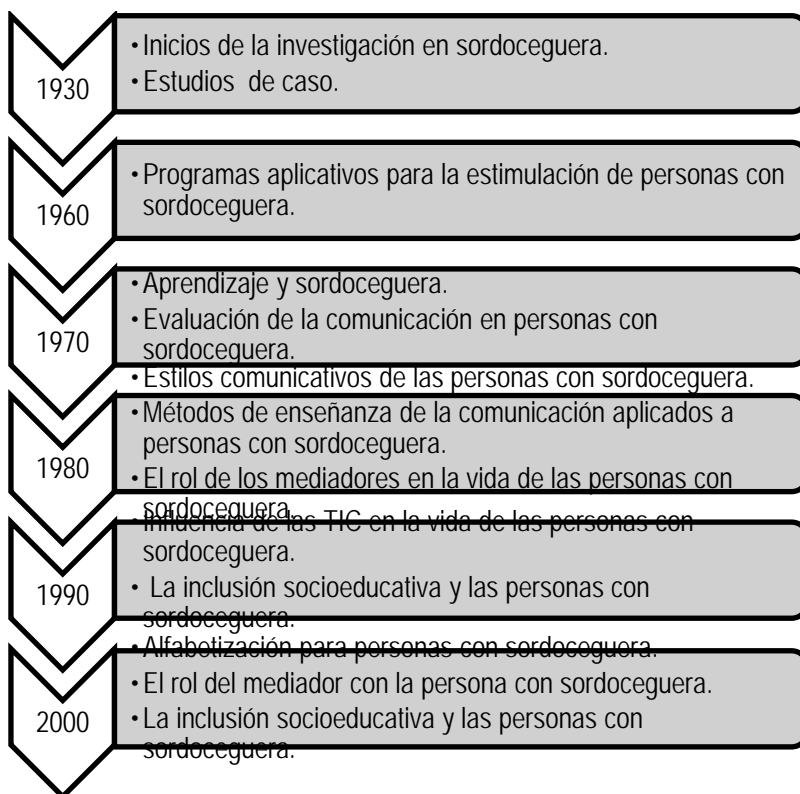 1930
• Inicios de la investigación en sordoceguera.
• Estudios de caso.
1960
• Programas aplicativos para la estimulación de personas con
sordoceguera.
1970
• Aprendizaje y sordoceguera.
• Evaluación de la comunicación en personas con
sordoceguera.
1980
• Estilos comunicativos de las personas con sordoceguera.
• Métodos de enseñanza de la comunicación aplicados a
personas con sordoceguera.
• El rol de los mediadores en la vida de las personas con
sordoceguera.
1990
• Influencia de las TIC en la vida de las personas con
sordoceguera.
• La inclusión socioeducativa y las personas con
sordoceguera.
2000
• Alfabetización para personas con sordoceguera.
• El rol del mediador con la persona con sordoceguera.
• La inclusión socioeducativa y las personas con
sordoceguera.